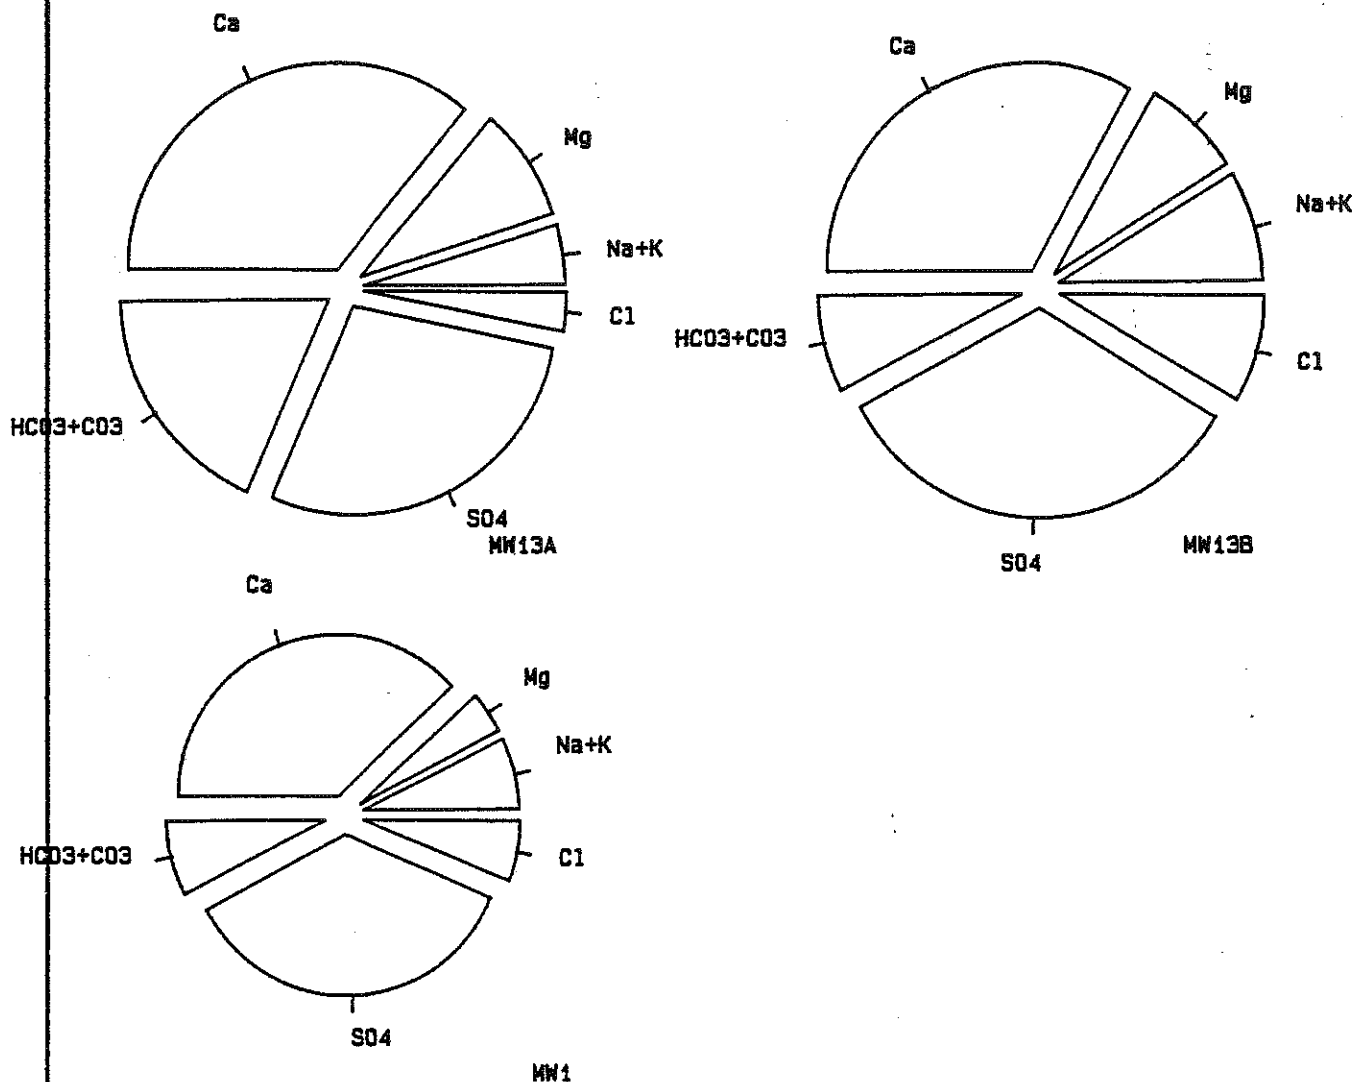 Ca
Mg
Na+K
Cl
HCO3+CO3
SO4
MW13A
Ca
Mg
Na+K
HCO3+CO3
Cl
SO4
MW13B
Ca
Mg
Na+K
HCO3+CO3
Cl
SO4
MW1